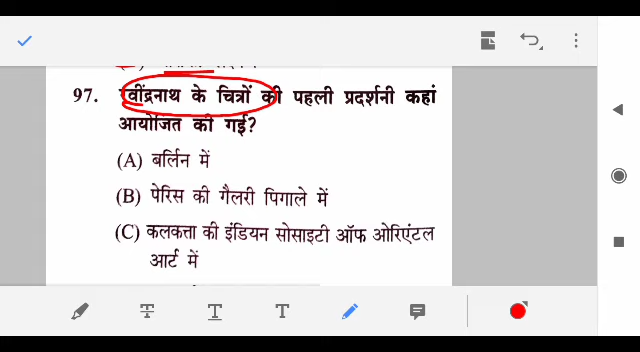 97. रवींद्रनाथ के चित्रों की पहली प्रदर्शनी कहां
आयोजित की गई?
(A) बर्लिन में
(B) पेरिस की गैलरी पिगाले में
(C) कलकत्ता की इंडियन सोसाइटी ऑफ ओरिएंटल
आर्ट में
T T T